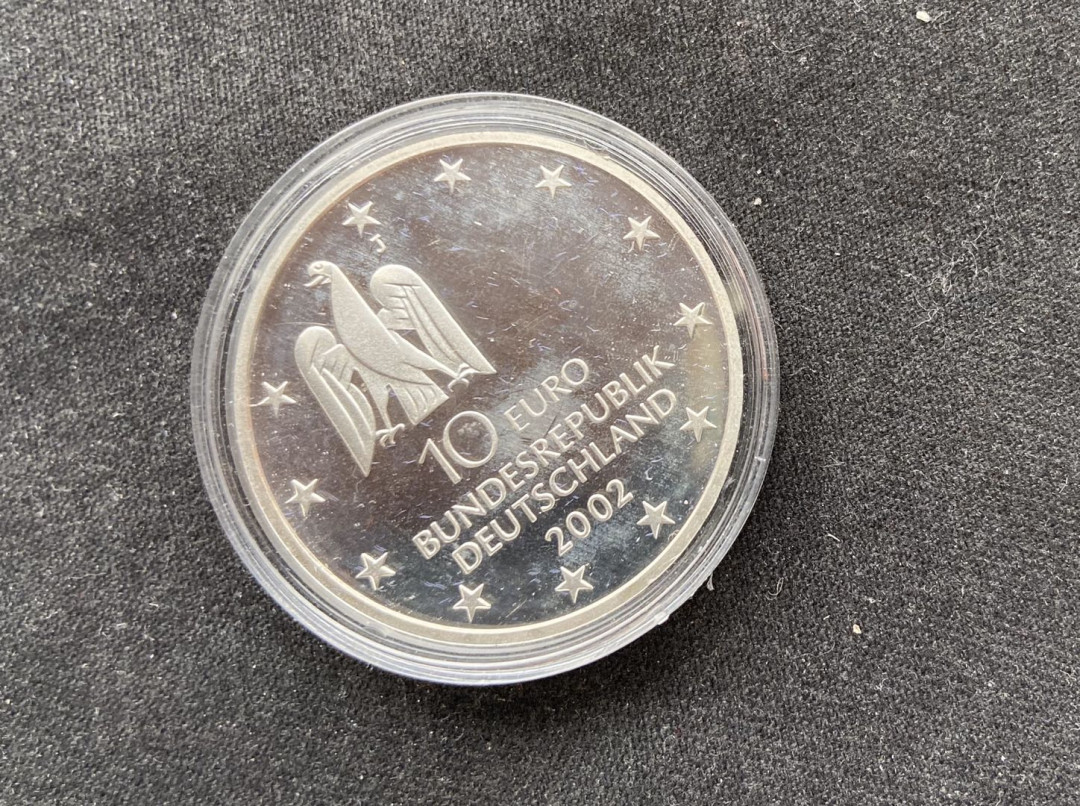 J
10 EURO
BUNDESREPUBLIK
DEUTSCHLAND
2002